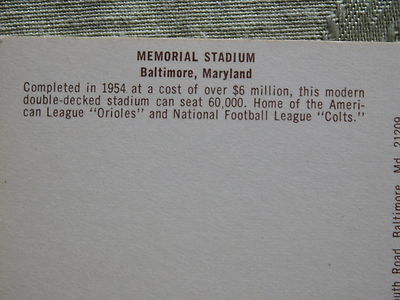 MEMORIAL STADIUM
Baltimore, Maryland
Completed in 1954 at a cost of over $6 million, this modern
double-decked stadium can seat 60,000. Home of the Ameri-
can League "Orioles" and National Football League "Colts."
Road, Baltimore, Md. 21209